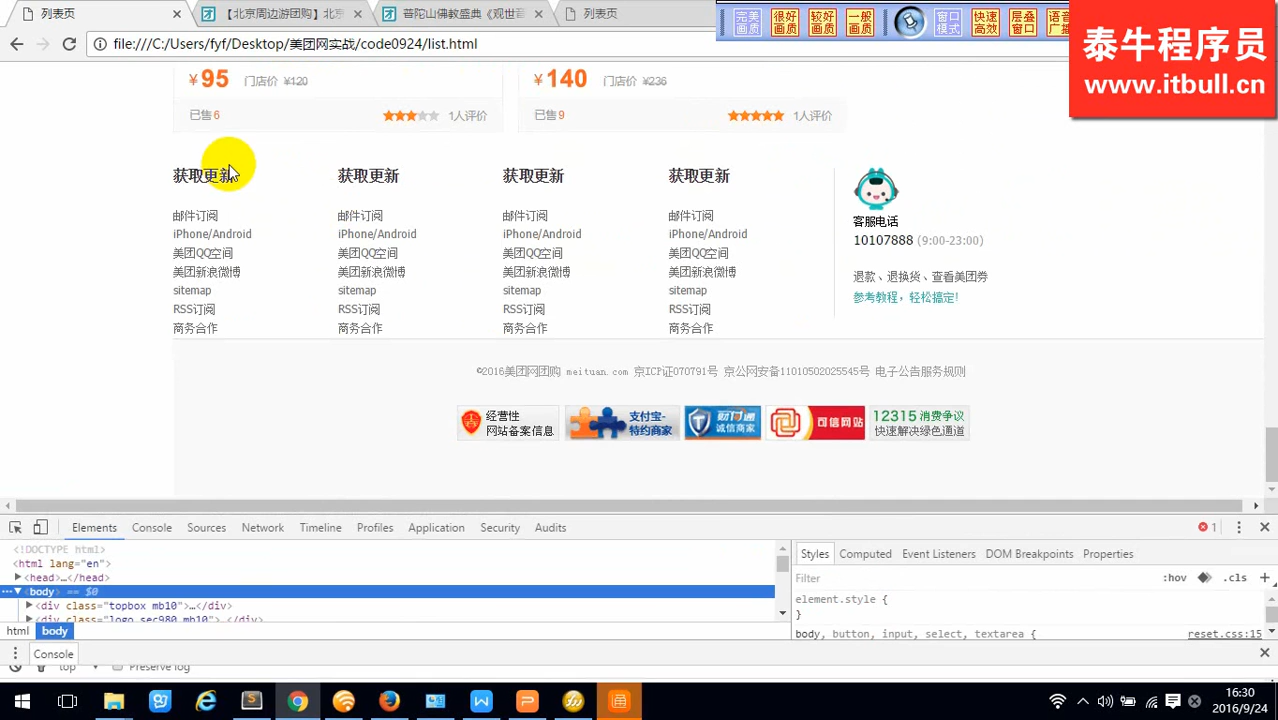 列表页
【北京周边游团购】北京
普陀山佛教盛典《观世音
列表页
完美画质
很好画质
较好画质
一般画质
窗口模式
快速高效
层叠窗口
file:///C:/Users/fyf/Desktop/美团网实战/code0924/list.html
泰牛程序员
www.itbull.cn
¥95 门店价 ¥120
¥140 门店价 ¥236
已售6 1人评价
已售9 1人评价
获取更新 获取更新 获取更新 获取更新
邮件订阅 邮件订阅 邮件订阅 邮件订阅
iPhone/Android iPhone/Android iPhone/Android iPhone/Android
美团QQ空间 美团QQ空间 美团QQ空间 美团QQ空间
美团新浪微博 美团新浪微博 美团新浪微博 美团新浪微博
sitemap sitemap sitemap sitemap
RSS订阅 RSS订阅 RSS订阅 RSS订阅
商务合作 商务合作 商务合作 商务合作
客服电话
10107888 (9:00-23:00)
退款、退换货、查看美团券
参考教程，轻松搞定!
©2016美团网团购 meituan.com 京ICP证070791号 京公网安备11010502025545号 电子公告服务规则
经营性
网站备案信息
支付宝-
特约商家
财付通
诚信商家
可信网站
12315消费争议
快速解决绿色通道
Elements Console Sources Network Timeline Profiles Application Security Audits 1
<!DOCTYPE html>
<html lang="en">
<head>…</head>
<body> == $0
<div class="topbox mb10">…</div>
<div class="logo sec980 mb10">…</div>
html body
Styles Computed Event Listeners DOM Breakpoints Properties
Filter :hov .cls
element.style {
}
body, button, input, select, textarea { reset.css:15
Console
top Preserve log
16:30
2016/9/24